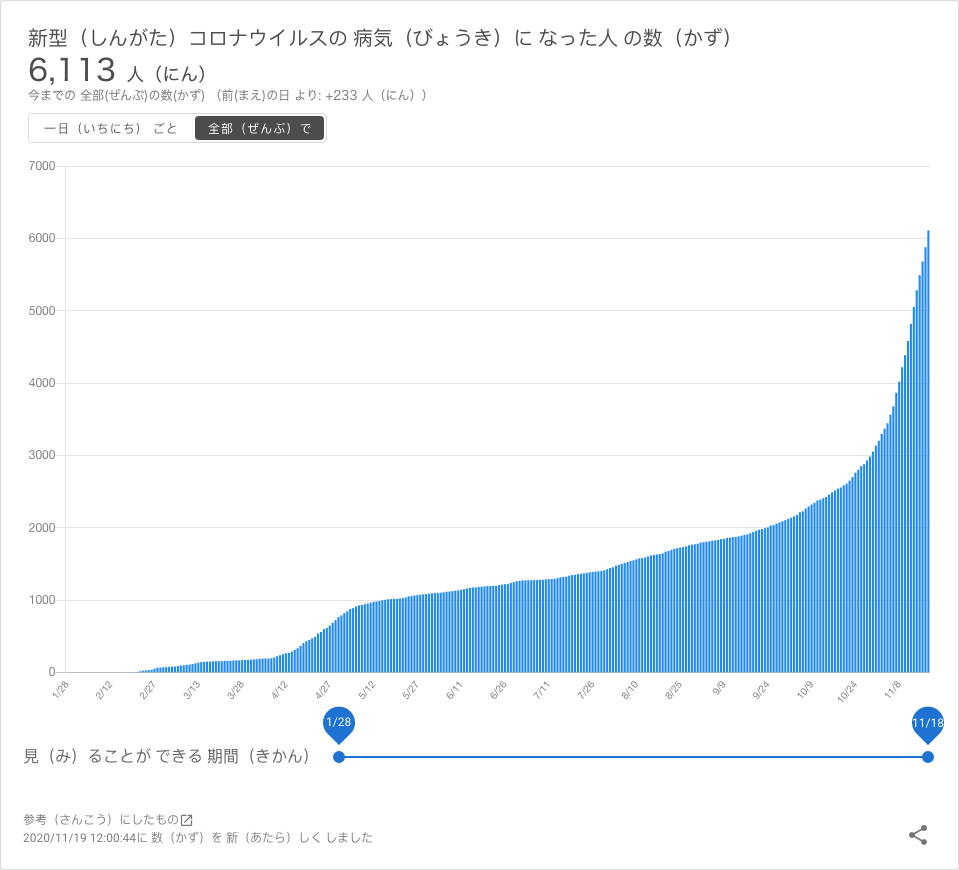 新型（しんがた）コロナウイルスの 病気（びょうき）に なった人 の数（かず）
6,113 人（にん）
今までの 全部(ぜんぶ)の数(かず) （前(まえ)の日 より: +233 人（にん））
一日（いちにち） ごと 全部（ぜんぶ）で
7000
6000
5000
4000
3000
2000
1000
0
1/28 2/12 2/27 3/13 3/28 4/12 4/27 5/12 5/27 6/11 6/26 7/11 7/26 8/10 8/25 9/9 9/24 10/9 10/24 11/8
1/28 11/18
見（み）ることが できる 期間（きかん）
参考（さんこう）にしたもの
2020/11/19 12:00:44に 数（かず）を 新（あたら）しく しました